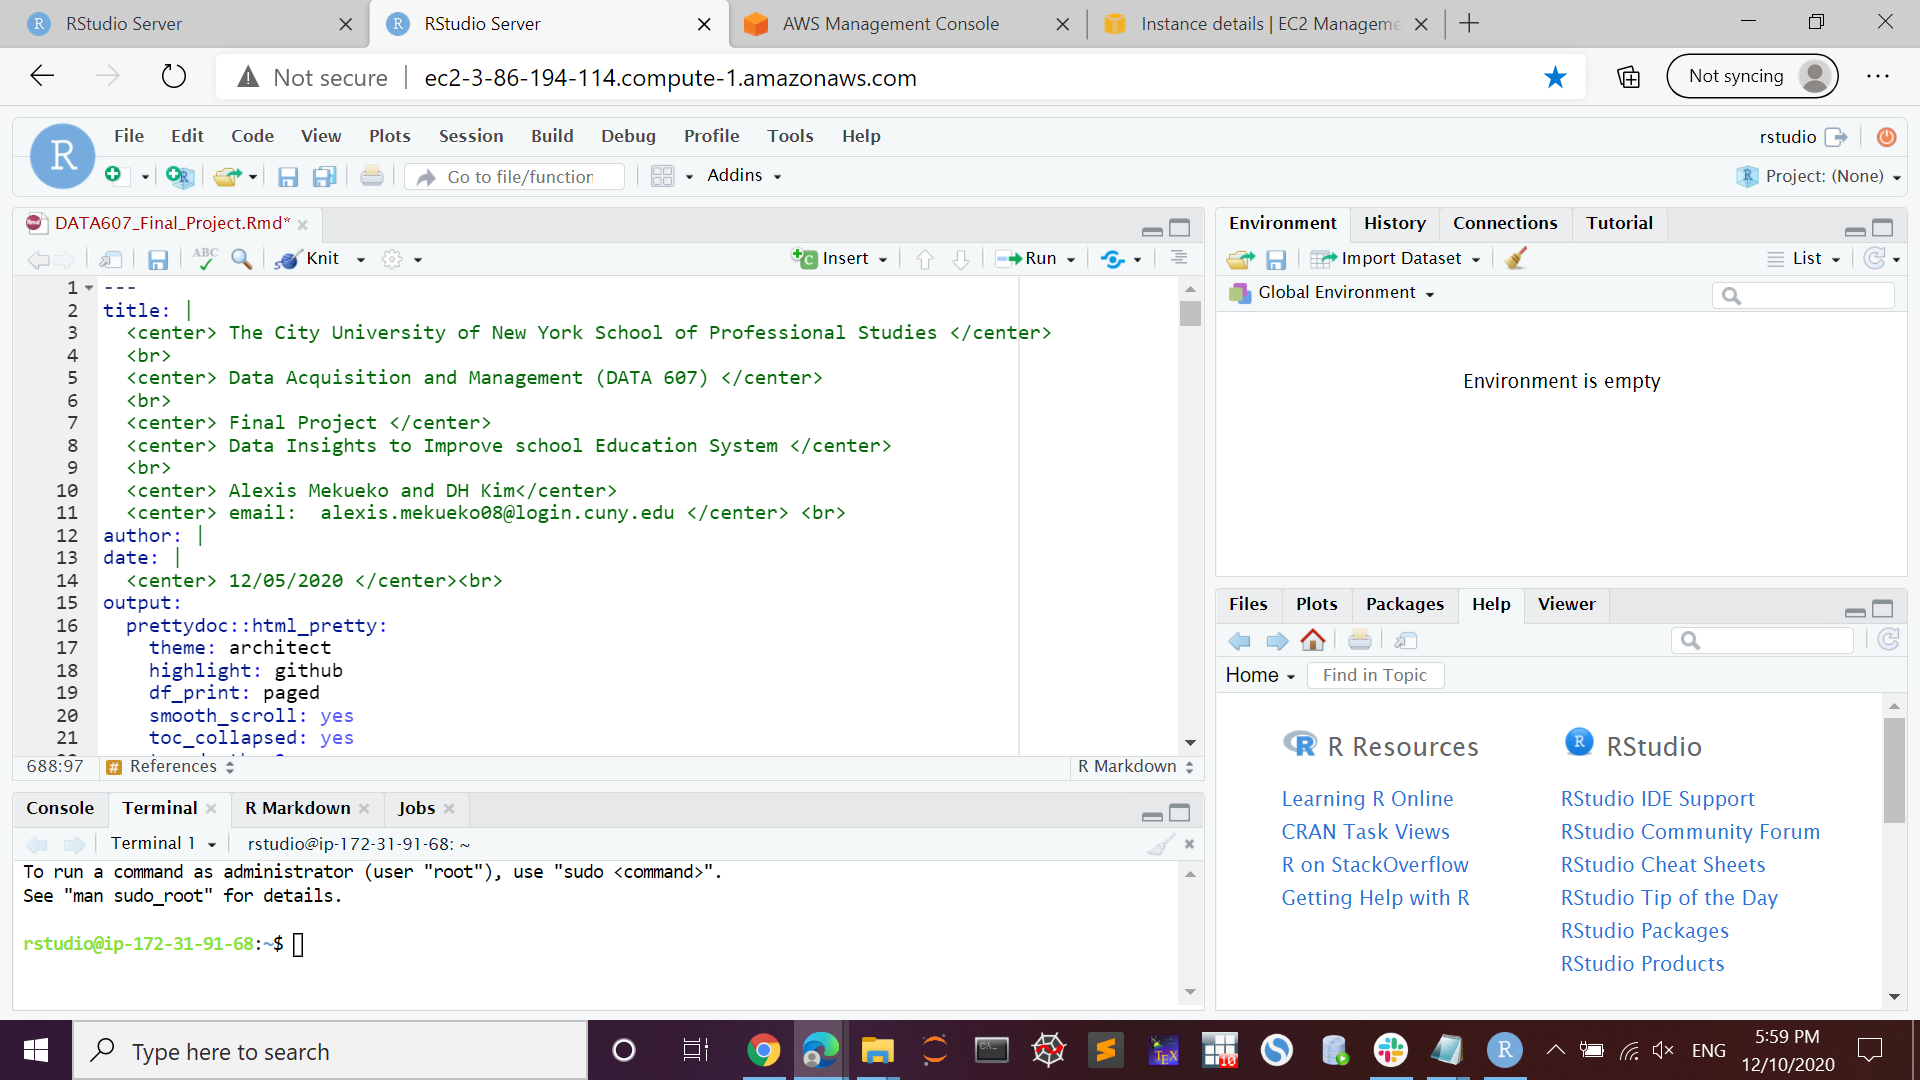 RStudio Server
RStudio Server
AWS Management Console
Instance details | EC2 Manageme
Not secure
ec2-3-86-194-114.compute-1.amazonaws.com
Not syncing
R
File Edit Code View Plots Session Build Debug Profile Tools Help
rstudio
Go to file/function
Addins
Project: (None)
DATA607_Final_Project.Rmd*
ABC
Knit
Insert
Run
1 ---
2 title: |
3 <center> The City University of New York School of Professional Studies </center>
4 <br>
5 <center> Data Acquisition and Management (DATA 607) </center>
6 <br>
7 <center> Final Project </center>
8 <center> Data Insights to Improve school Education System </center>
9 <br>
10 <center> Alexis Mekueko and DH Kim</center>
11 <center> email:  alexis.mekueko08@login.cuny.edu </center> <br>
12 author: |
13 date: |
14 <center> 12/05/2020 </center><br>
15 output:
16 prettydoc::html_pretty:
17 theme: architect
18 highlight: github
19 df_print: paged
20 smooth_scroll: yes
21 toc_collapsed: yes
688:97
# References
R Markdown
Console Terminal R Markdown Jobs
Terminal 1
rstudio@ip-172-31-91-68: ~
To run a command as administrator (user "root"), use "sudo <command>".
See "man sudo_root" for details.
rstudio@ip-172-31-91-68:~$
Environment History Connections Tutorial
Import Dataset
List
Global Environment
Environment is empty
Files Plots Packages Help Viewer
Home
Find in Topic
R Resources
Learning R Online
CRAN Task Views
R on StackOverflow
Getting Help with R
RStudio
RStudio IDE Support
RStudio Community Forum
RStudio Cheat Sheets
RStudio Tip of the Day
RStudio Packages
RStudio Products
Type here to search
ENG
5:59 PM
12/10/2020